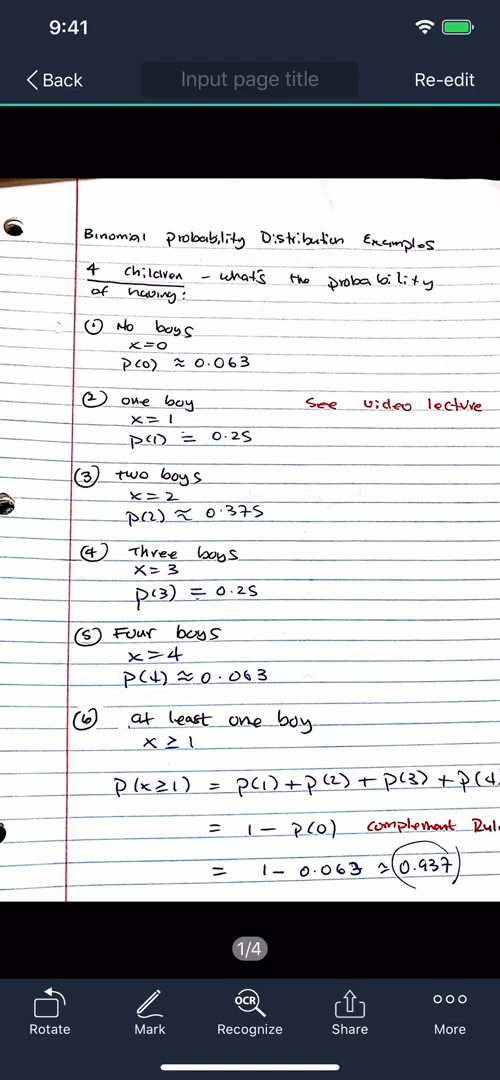 9:41
Back
Input page title
Re-edit
Binomial Probability Distribution Examples
4 children - what's the probability
of having:
① No boys
x=0
P(0) ≈ 0.063
② one boy
see video lecture
x=1
P(1) = 0.25
③ two boys
x=2
P(2) ≈ 0.375
④ Three boys
x=3
P(3) = 0.25
⑤ Four boys
x=4
P(4) ≈ 0.063
⑥ at least one boy
x ≥ 1
P(x≥1) = P(1) + P(2) + P(3) + P(4)
= 1 - P(0) complement Rul
= 1 - 0.063 ≈ 0.937
1/4
OCR
Rotate
Mark
Recognize
Share
More